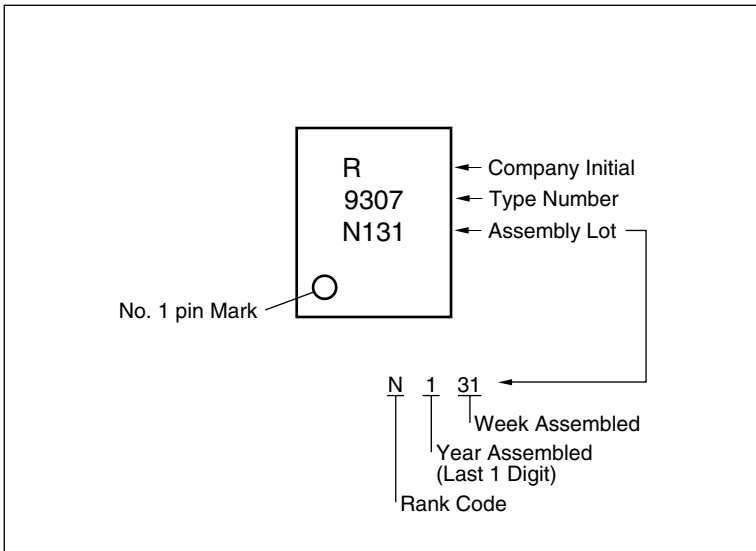 R
9307
N131
Company Initial
Type Number
Assembly Lot
No. 1 pin Mark
N 1 31
Week Assembled
Year Assembled
(Last 1 Digit)
Rank Code